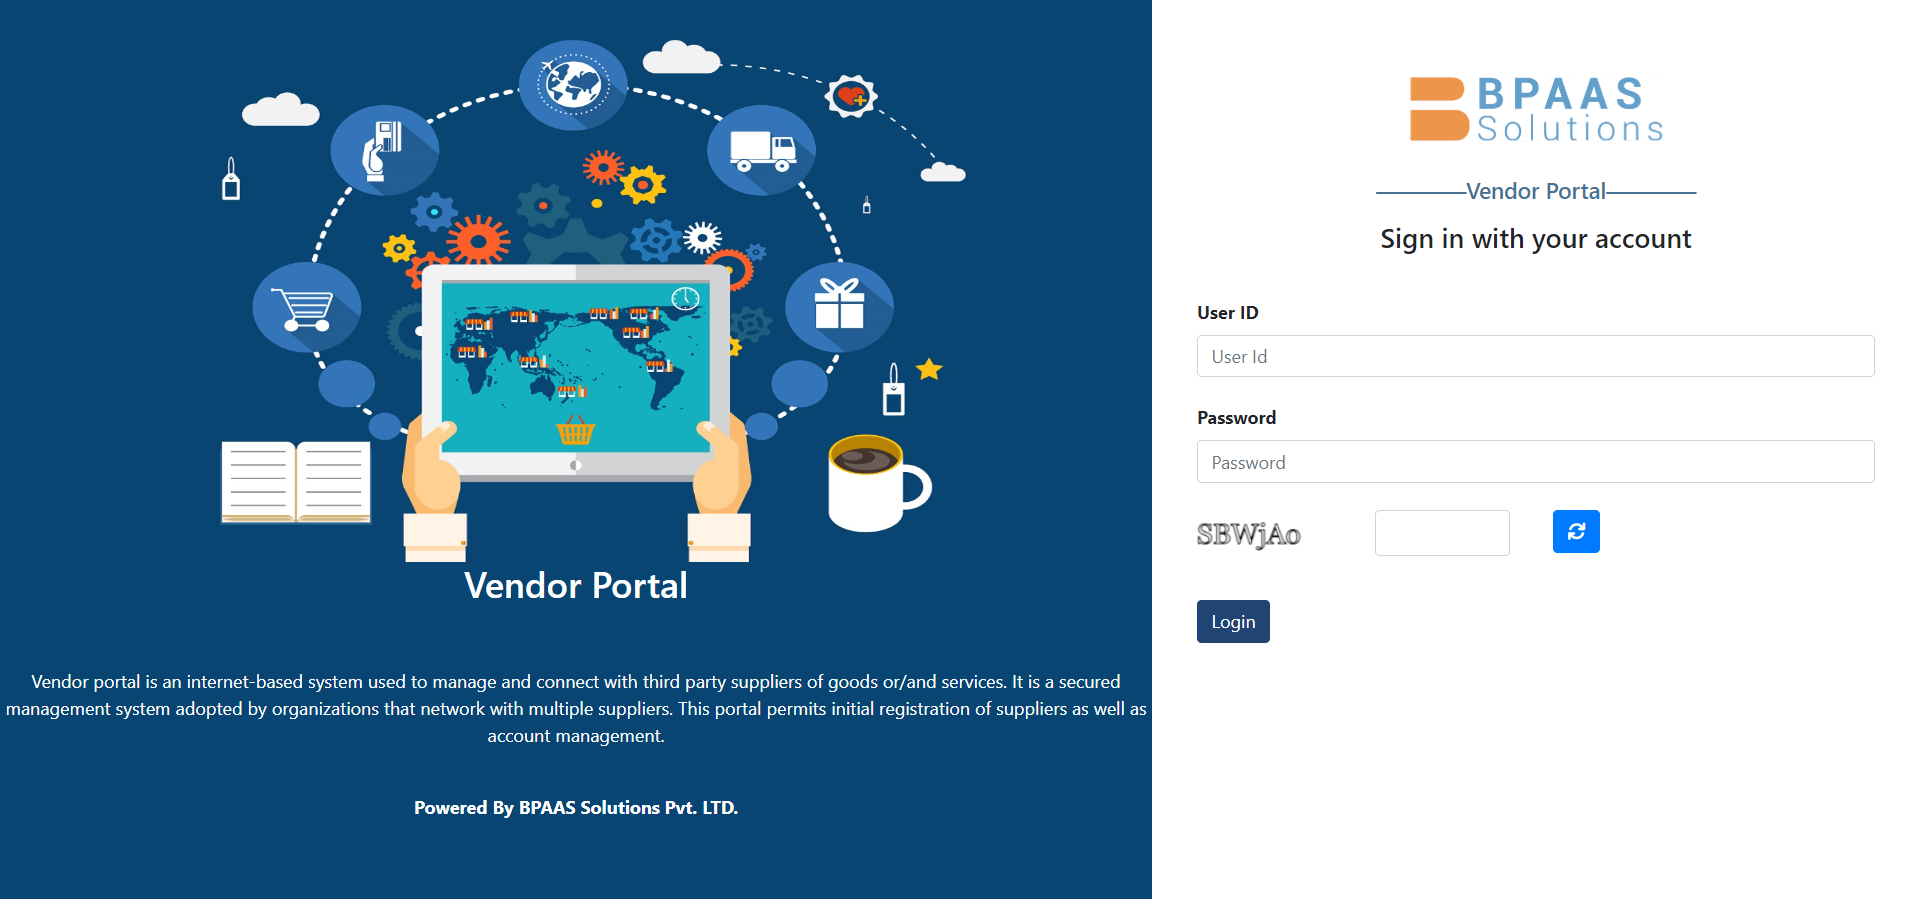 Vendor Portal
Vendor portal is an internet-based system used to manage and connect with third party suppliers of goods or/and services. It is a secured
management system adopted by organizations that network with multiple suppliers. This portal permits initial registration of suppliers as well as
account management.
Powered By BPAAS Solutions Pvt. LTD.
BPAAS
Solutions
Vendor Portal
Sign in with your account
User ID
User Id
Password
Password
SBWjAo
Login